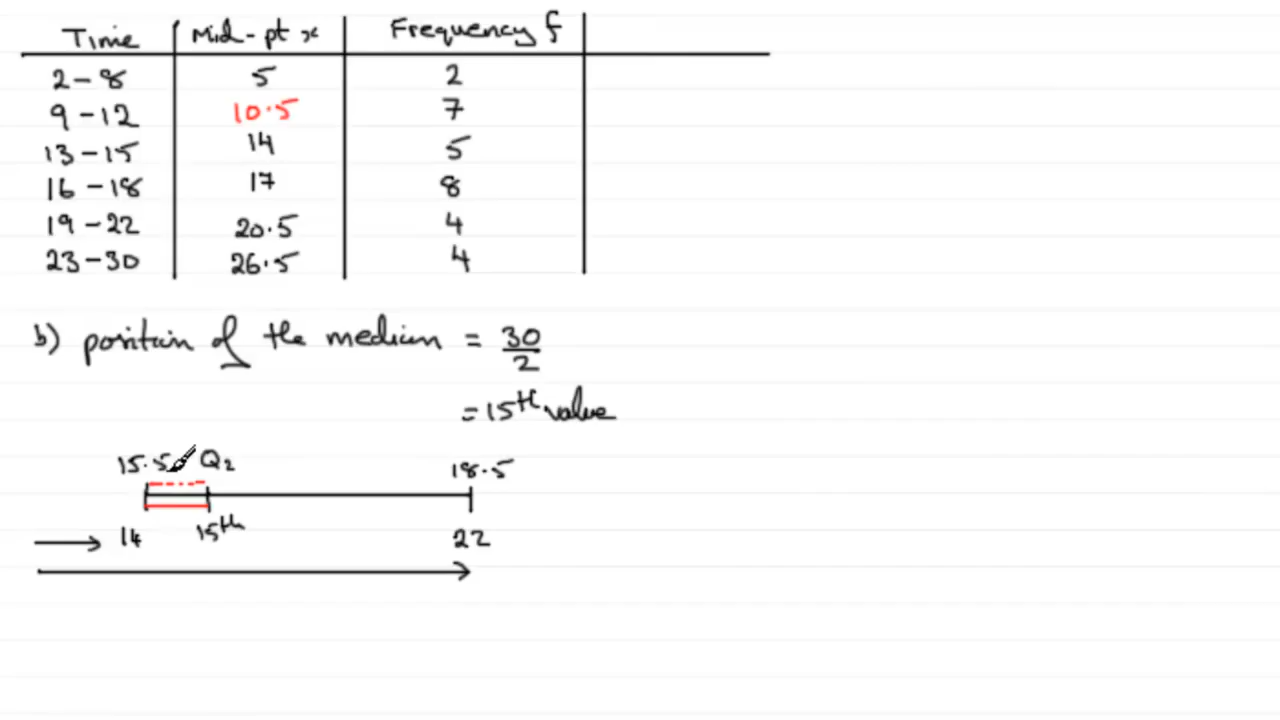 Time Mid-pt x Frequency f
2-8 5 2
9-12 10.5 7
13-15 14 5
16-18 17 8
19-22 20.5 4
23-30 26.5 4
b) position of the median = 30/2
= 15th value
15.5 Q2 18.5
14 15th 22